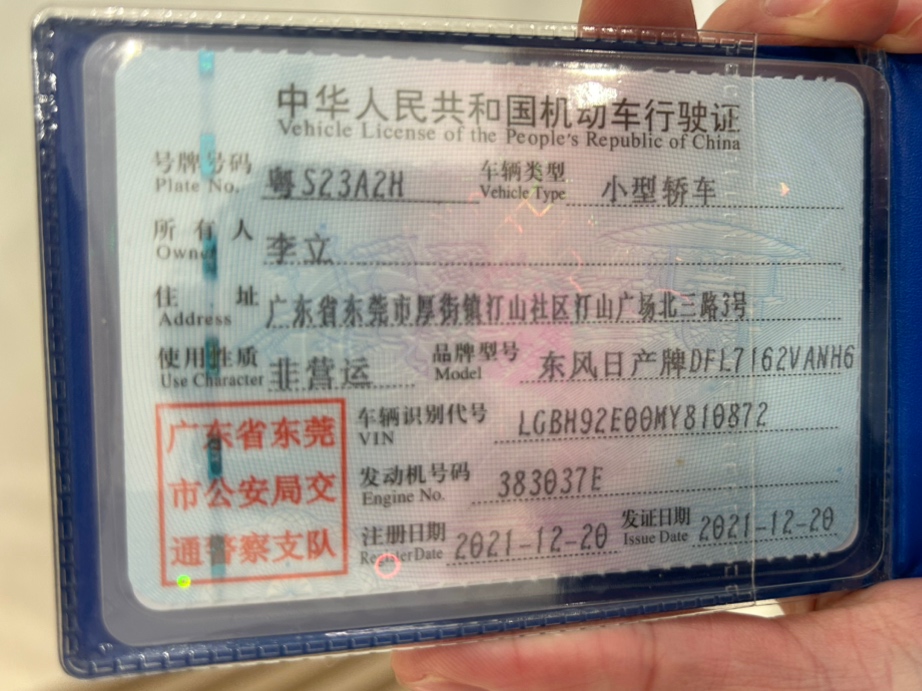 中华人民共和国机动车行驶证
Vehicle License of the People's Republic of China
号牌号码 粤S23A2H 车辆类型 小型轿车
Plate No. Vehicle Type
所有人 李立
Owner
住址 广东省东莞市厚街镇汀山社区汀山广场北三路3号
Address
使用性质 非营运 品牌型号 东风日产牌DFL7162VANH6
Use Character Model
车辆识别代号 LGBH92E00MY810872
VIN
发动机号码 383037E
Engine No.
注册日期 2021-12-20 发证日期 2021-12-20
Register Date Issue Date
广东省东莞
市公安局交
通警察支队